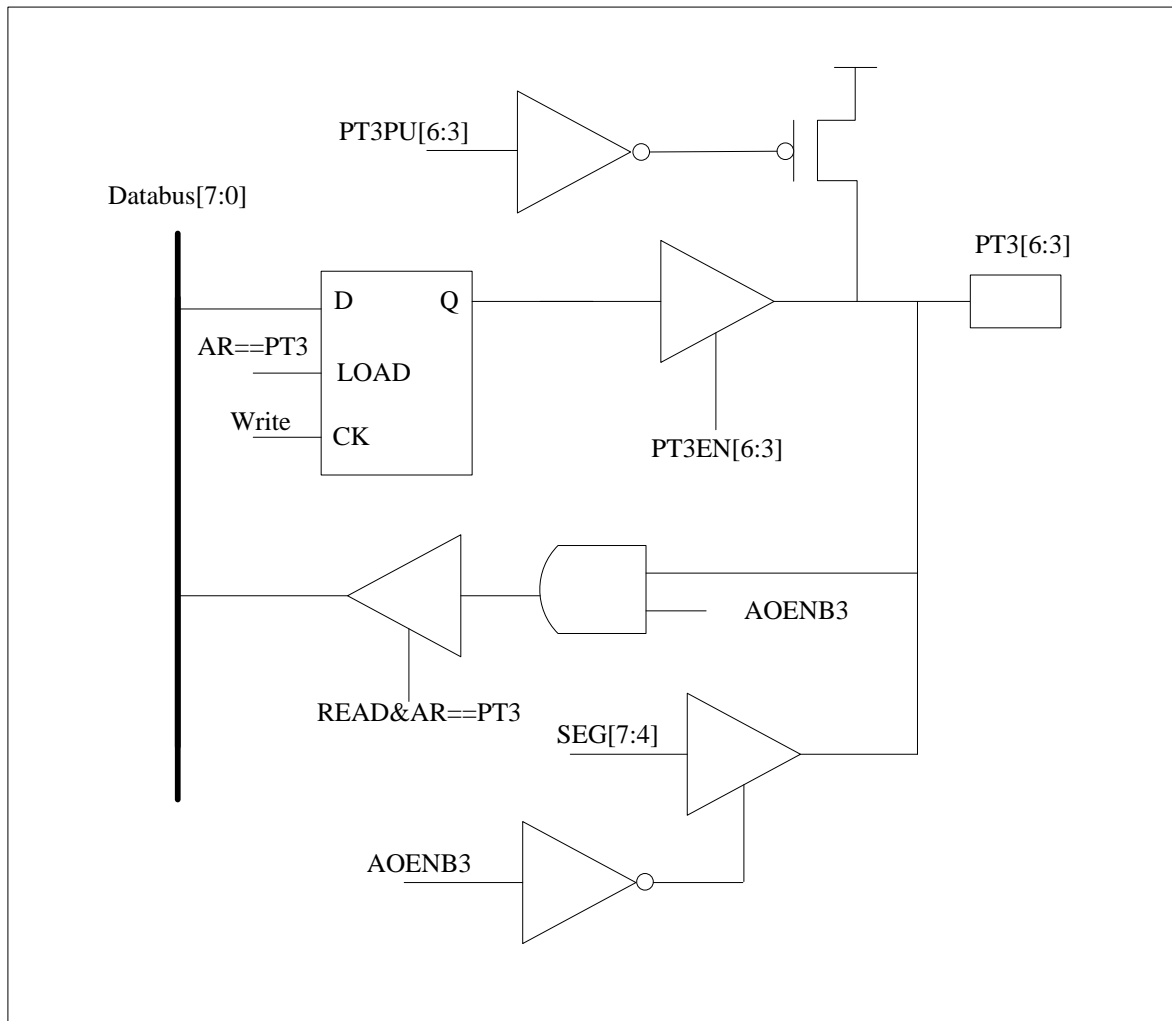 PT3PU[6:3]
Databus[7:0]
PT3[6:3]
D
Q
AR==PT3
LOAD
Write
CK
PT3EN[6:3]
AOENB3
READ&AR==PT3
SEG[7:4]
AOENB3